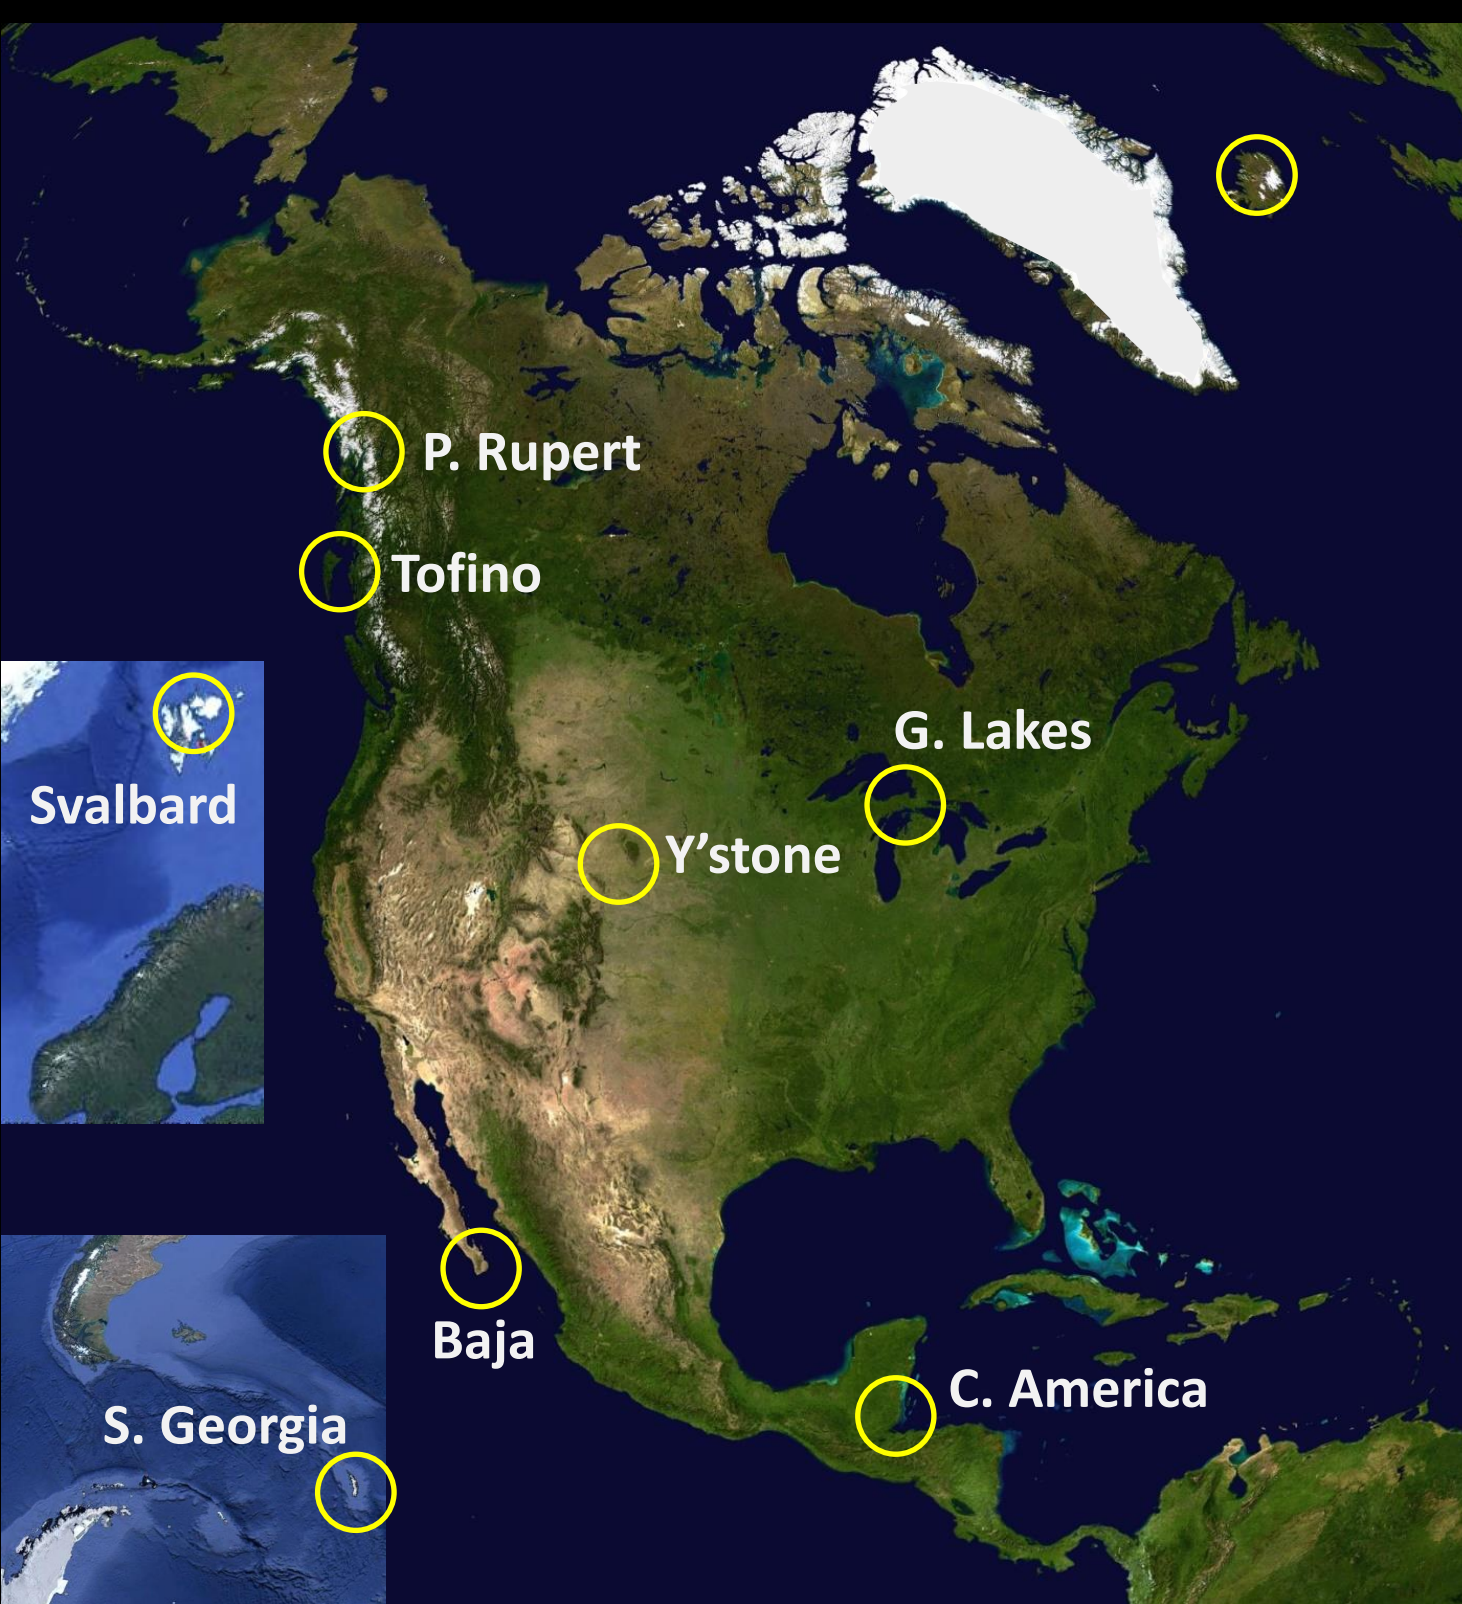 P. Rupert
Tofino
G. Lakes
Svalbard
Y'stone
Baja
C. America
S. Georgia